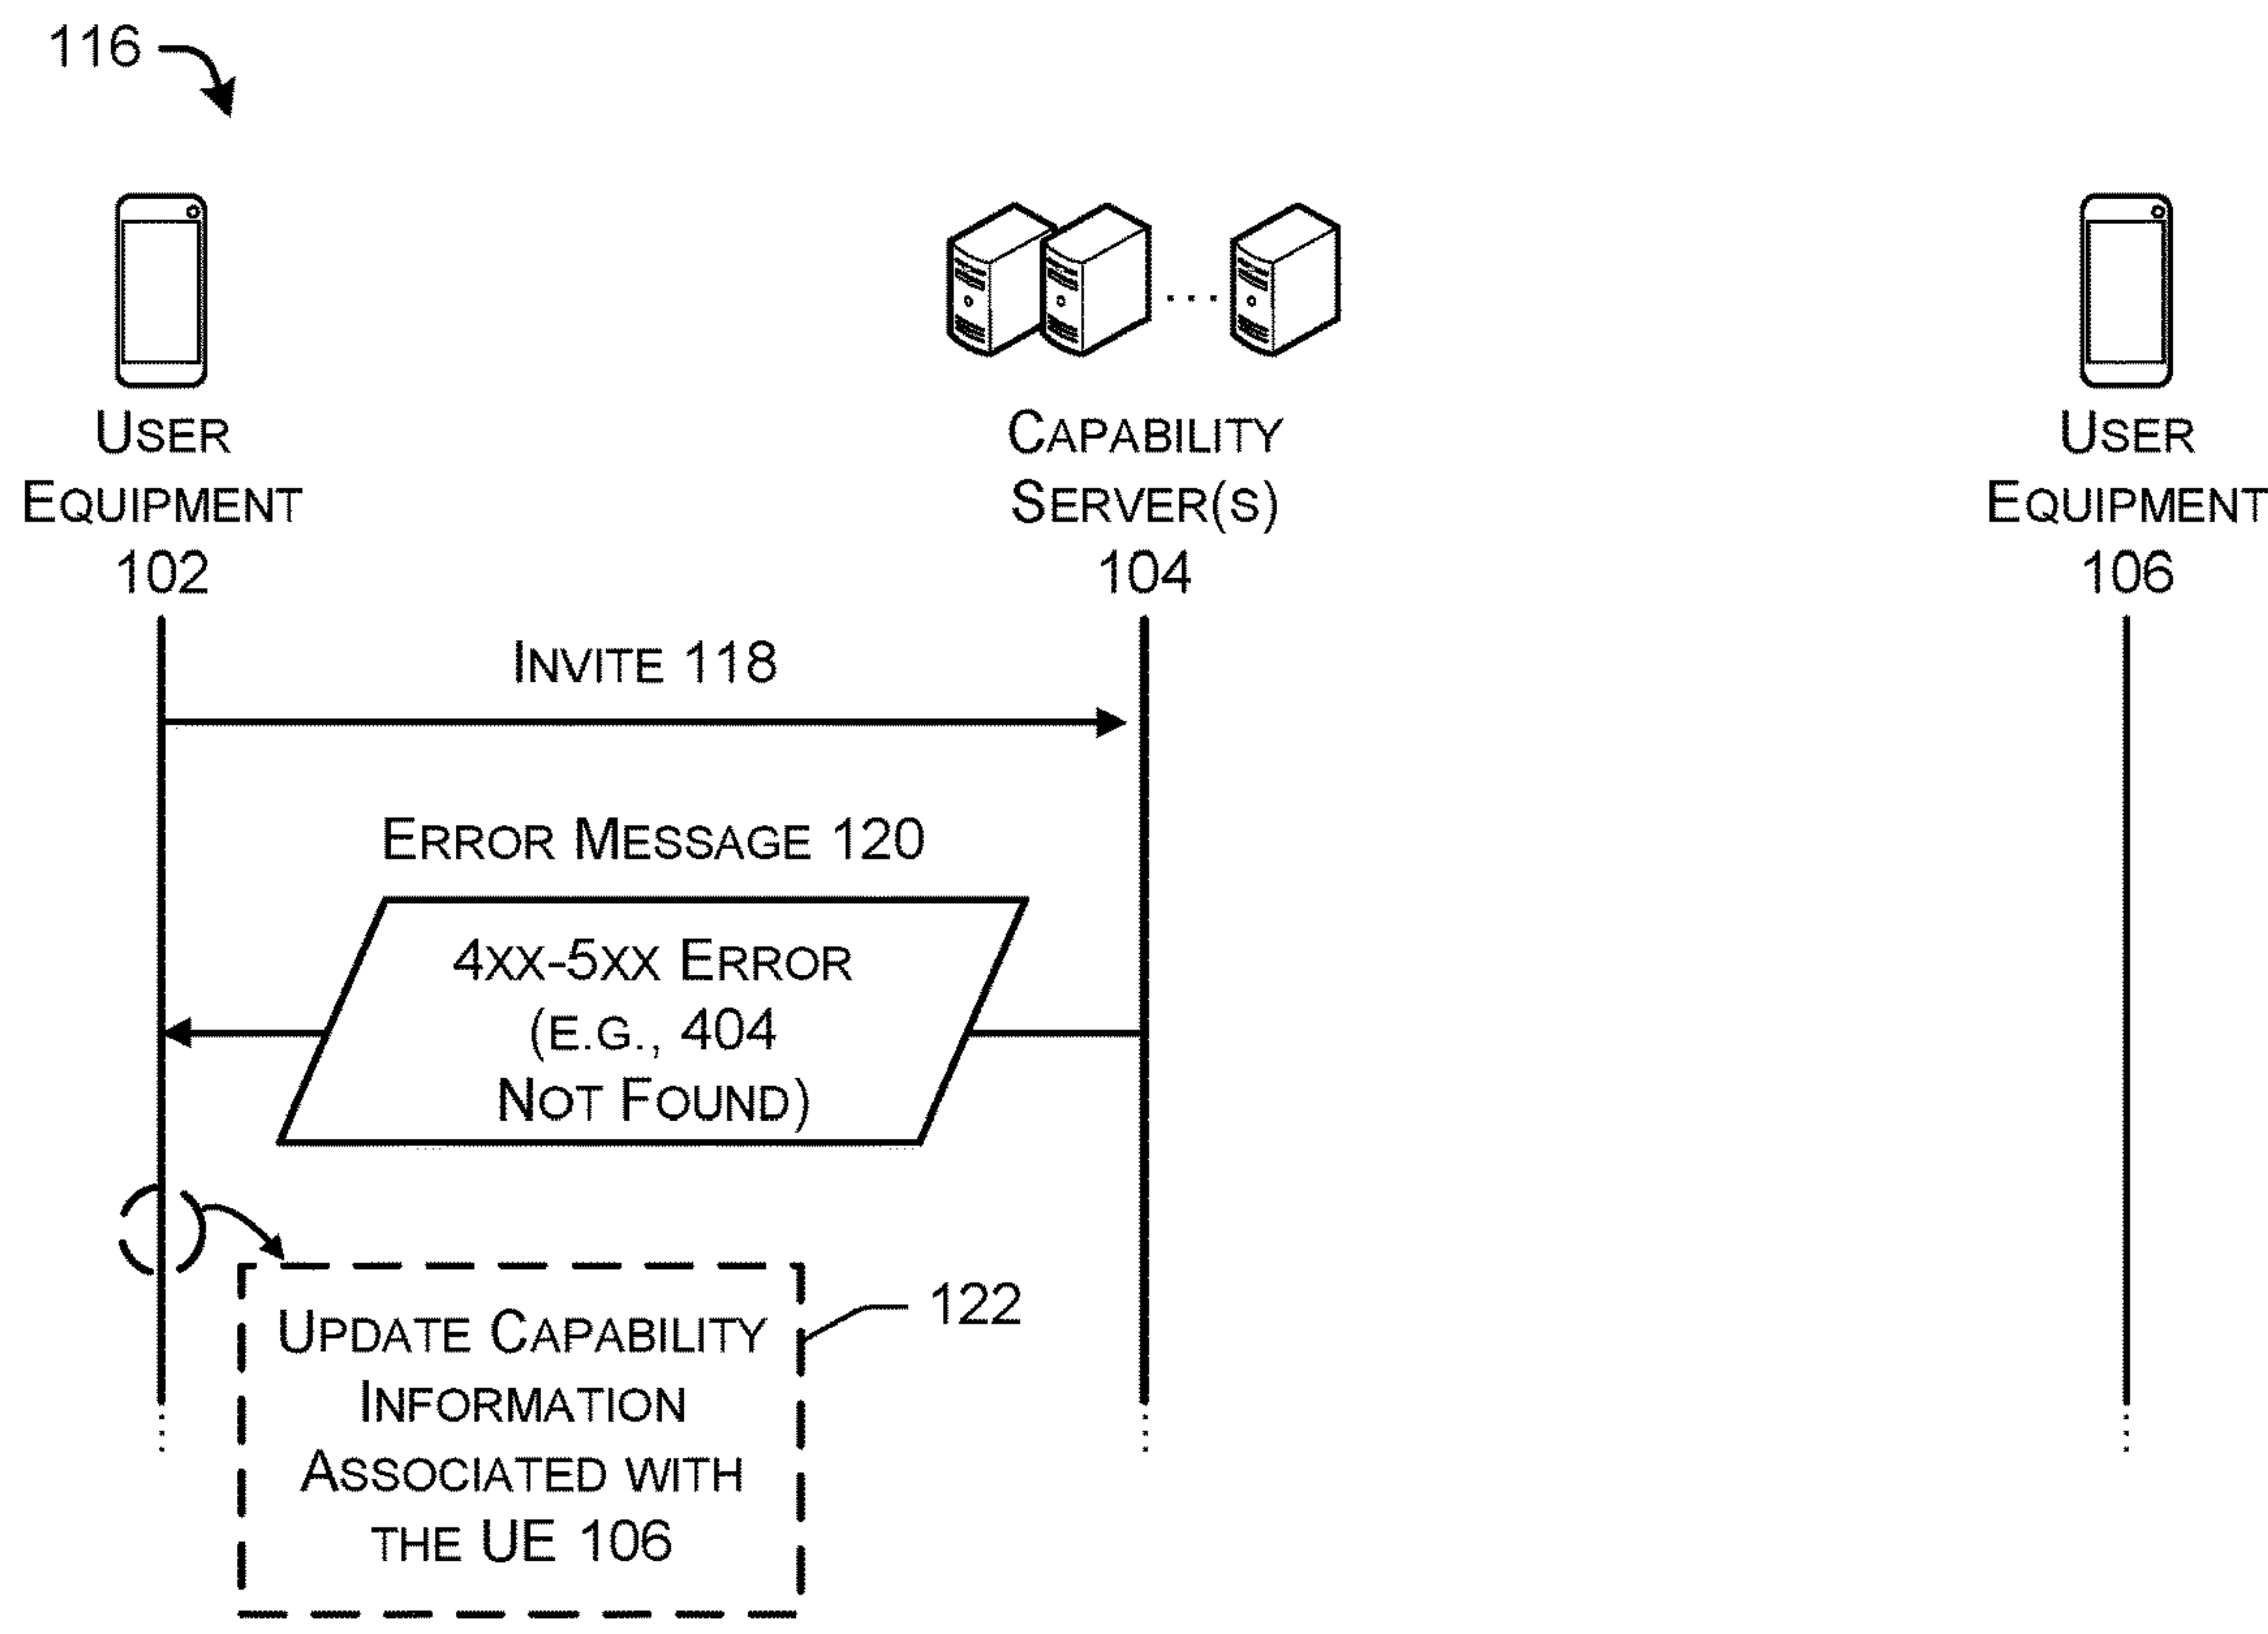 116
User
Equipment
102
Capability
Server(s)
104
User
Equipment
106
Invite 118
Error Message 120
4xx-5xx Error
(e.g., 404
Not Found)
Update Capability
Information
Associated with
the UE 106
122